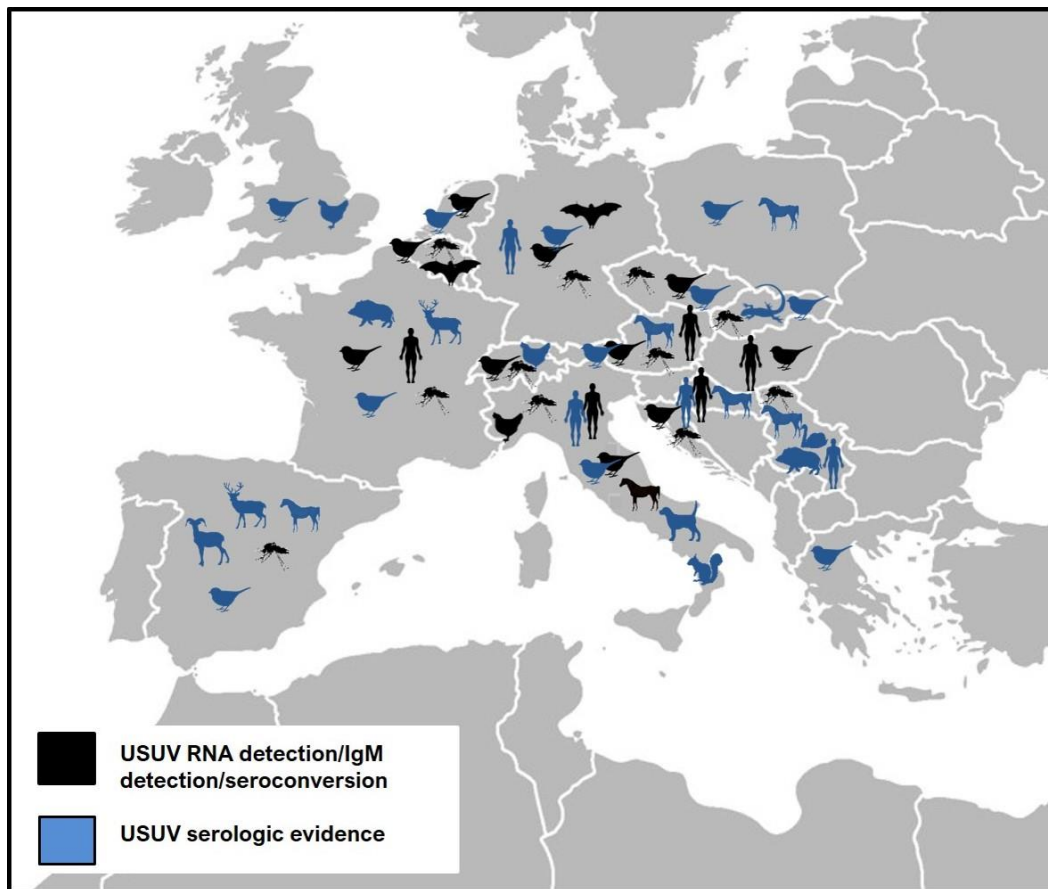 USUV RNA detection/IgM
detection/seroconversion
USUV serologic evidence